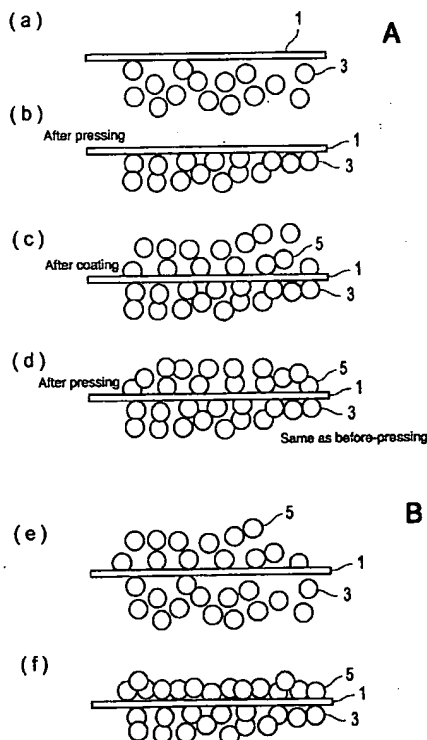 (a)
1
A
3
(b)
After pressing
1
3
(c)
5
After coating
1
3
(d)
5
After pressing
1
3
Same as before-pressing
B
(e)
5
1
3
(f)
5
1
3